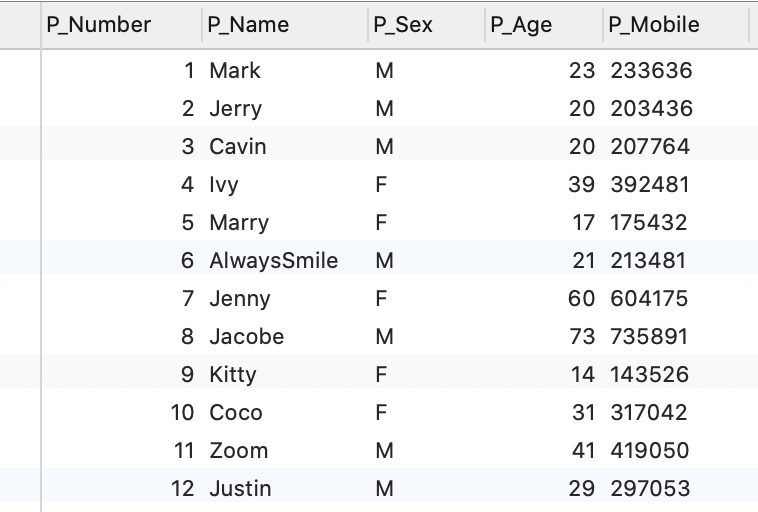 P_Number P_Name P_Sex P_Age P_Mobile
1 Mark M 23 233636
2 Jerry M 20 203436
3 Cavin M 20 207764
4 Ivy F 39 392481
5 Marry F 17 175432
6 AlwaysSmile M 21 213481
7 Jenny F 60 604175
8 Jacobe M 73 735891
9 Kitty F 14 143526
10 Coco F 31 317042
11 Zoom M 41 419050
12 Justin M 29 297053